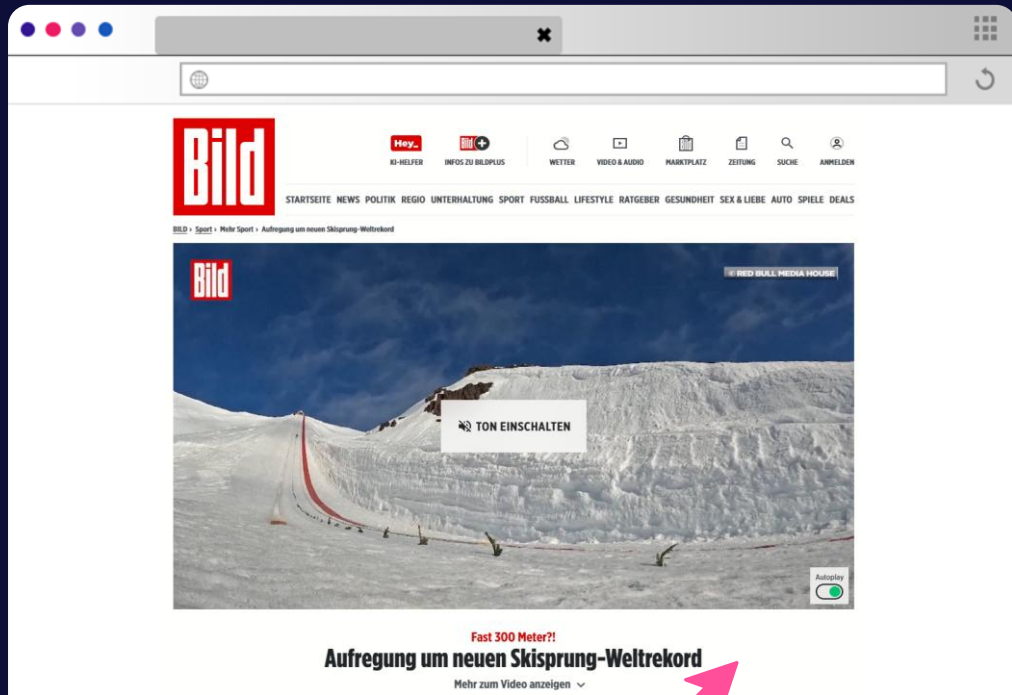 Bild
Hey_
KI-HELFER
Bild+
INFOS ZU BILDPLUS
WETTER
VIDEO & AUDIO
MARKTPLATZ
ZEITUNG
SUCHE
ANMELDEN
STARTSEITE NEWS POLITIK REGIO UNTERHALTUNG SPORT FUSSBALL LIFESTYLE RATGEBER GESUNDHEIT SEX & LIEBE AUTO SPIELE DEALS
BILD › Sport › Mehr Sport › Aufregung um neuen Skisprung-Weltrekord
Bild
© RED BULL MEDIA HOUSE
TON EINSCHALTEN
Autoplay
Fast 300 Meter?!
Aufregung um neuen Skisprung-Weltrekord
Mehr zum Video anzeigen